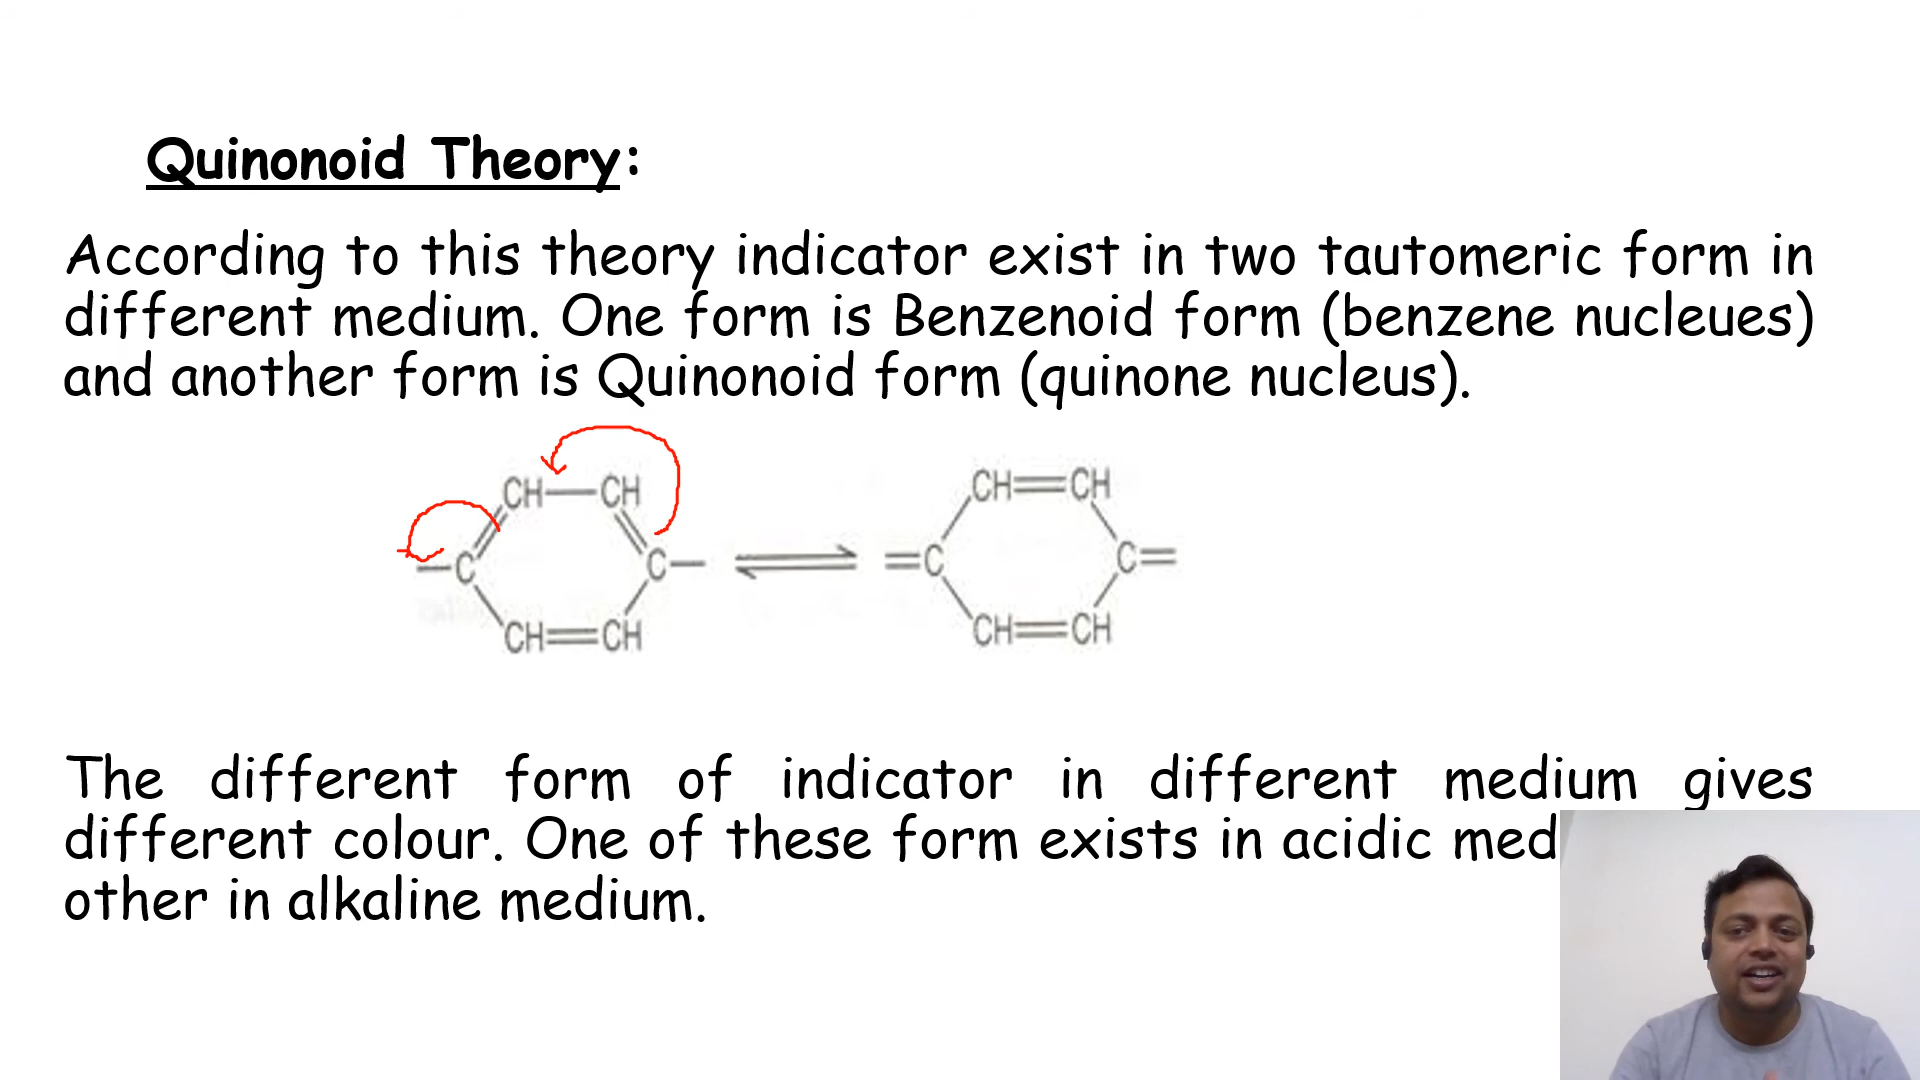 Quinonoid Theory:
According to this theory indicator exist in two tautomeric form in
different medium. One form is Benzenoid form (benzene nucleues)
and another form is Quinonoid form (quinone nucleus).
CH—CH CH=CH
—C C— =C C=
CH=CH CH=CH
The different form of indicator in different medium gives
different colour. One of these form exists in acidic med
other in alkaline medium.